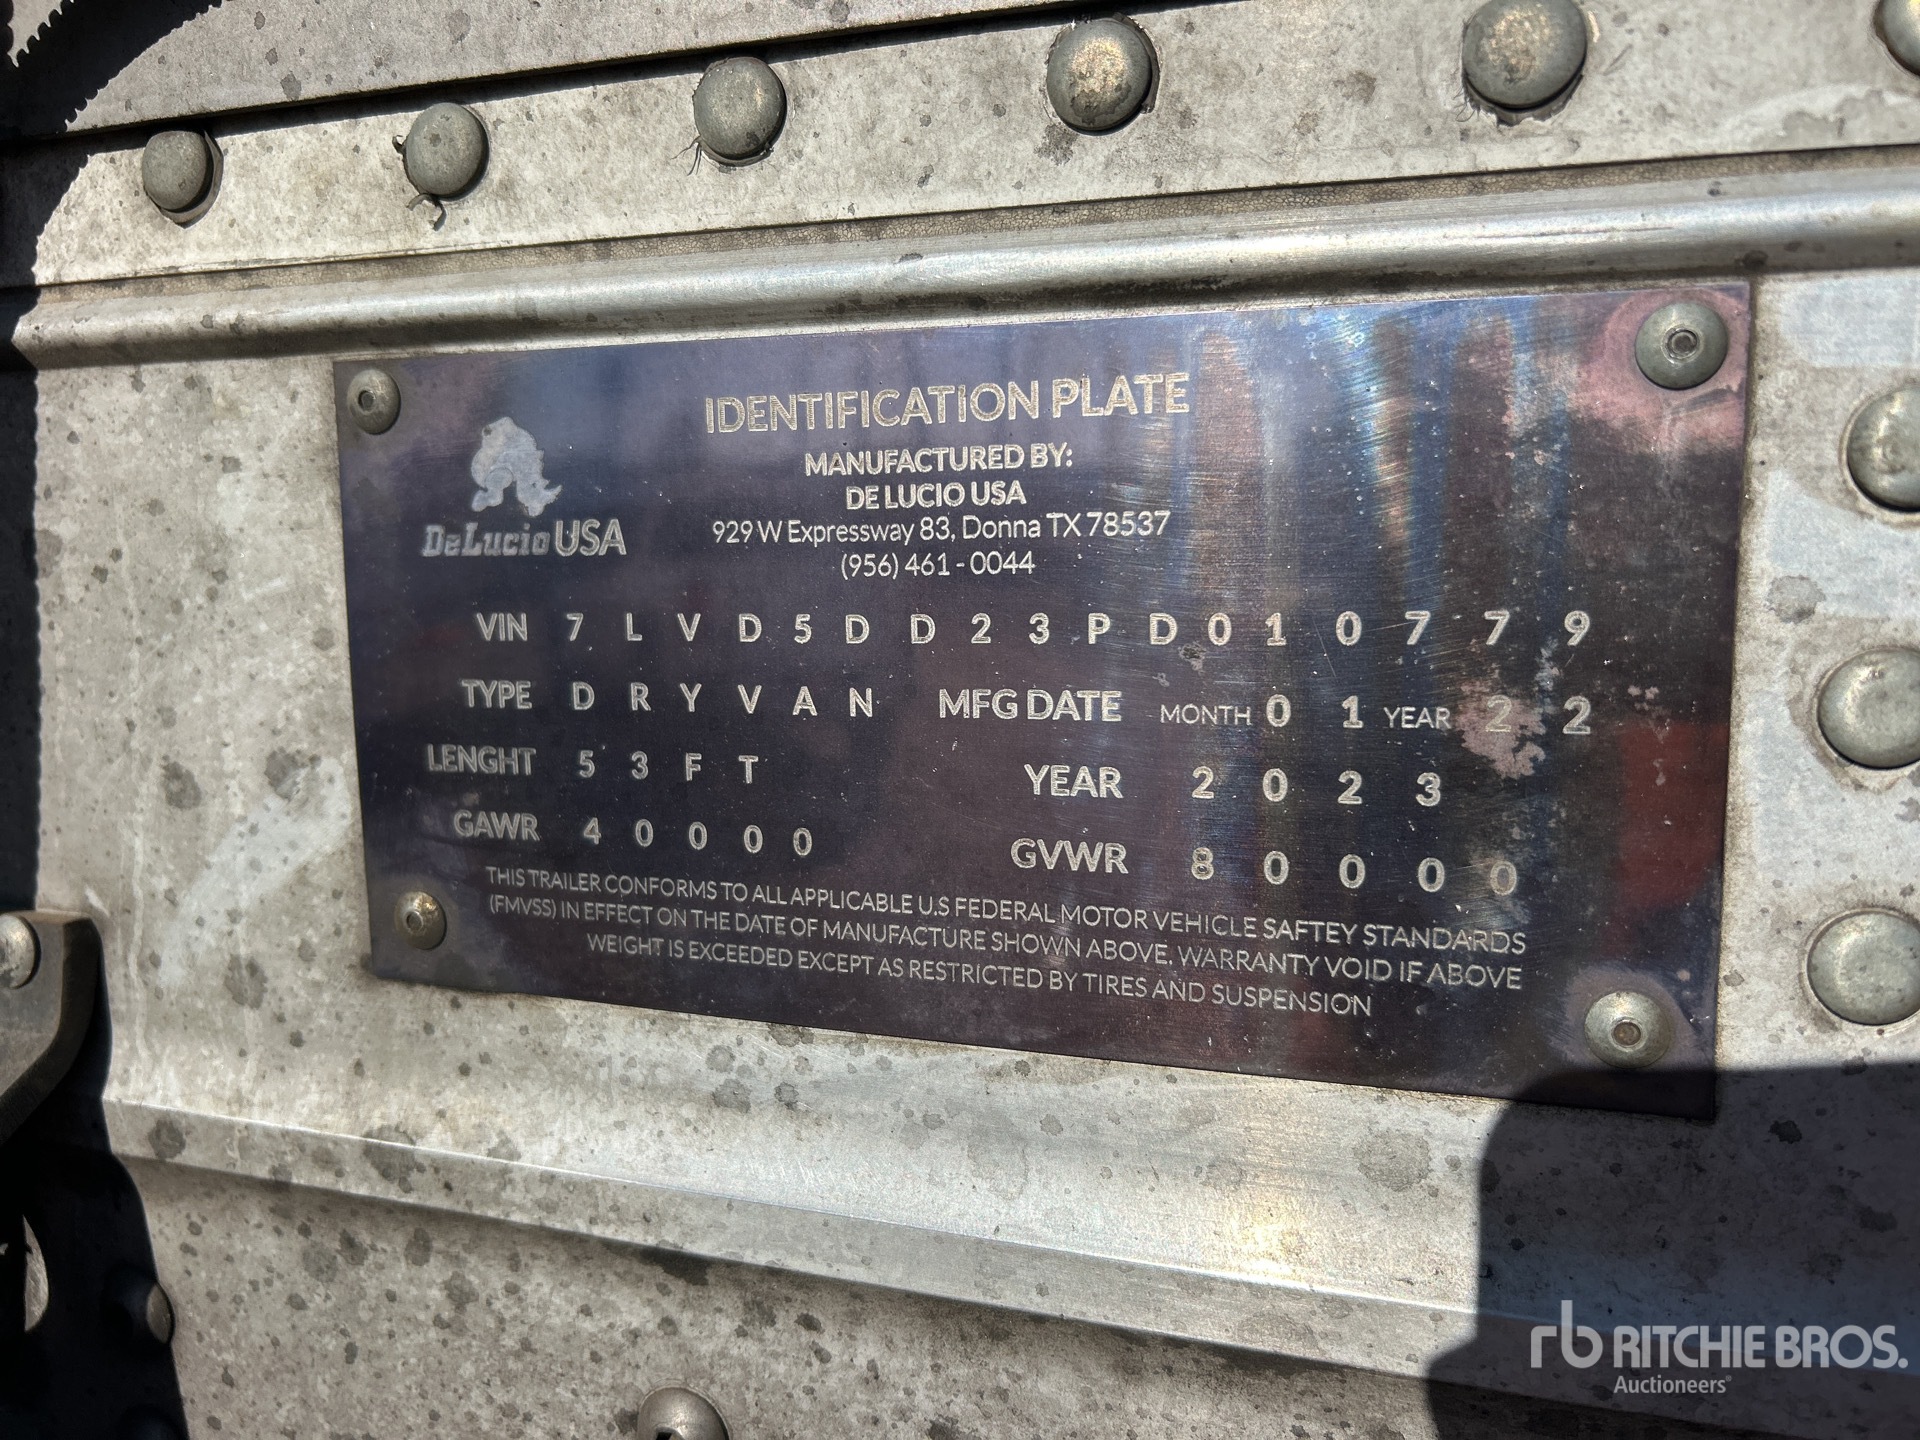 IDENTIFICATION PLATE
MANUFACTURED BY:
DE LUCIO USA
DeLucio USA
929 W Expressway 83, Donna TX 78537
(956) 461 - 0044
VIN 7 L V D 5 D D 2 3 P D 0 1 0 7 7 9
TYPE D R Y V A N MFG DATE MONTH 0 1 YEAR 2 2
LENGHT 5 3 F T YEAR 2 0 2 3
GAWR 4 0 0 0 0 GVWR 8 0 0 0 0
THIS TRAILER CONFORMS TO ALL APPLICABLE U.S FEDERAL MOTOR VEHICLE SAFTEY STANDARDS
(FMVSS) IN EFFECT ON THE DATE OF MANUFACTURE SHOWN ABOVE. WARRANTY VOID IF ABOVE
WEIGHT IS EXCEEDED EXCEPT AS RESTRICTED BY TIRES AND SUSPENSION
rb RITCHIE BROS.
Auctioneers